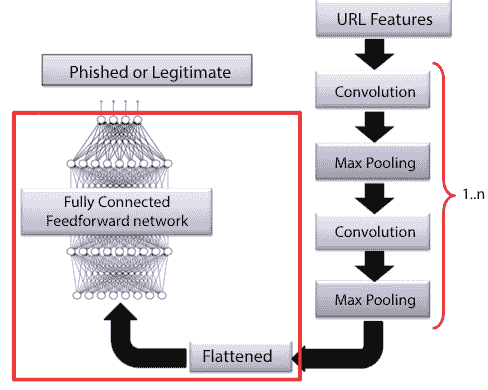 URL Features
Phished or Legitimate
Convolution
Max Pooling
Fully Connected
Feedforward network
1..n
Convolution
Max Pooling
Flattened